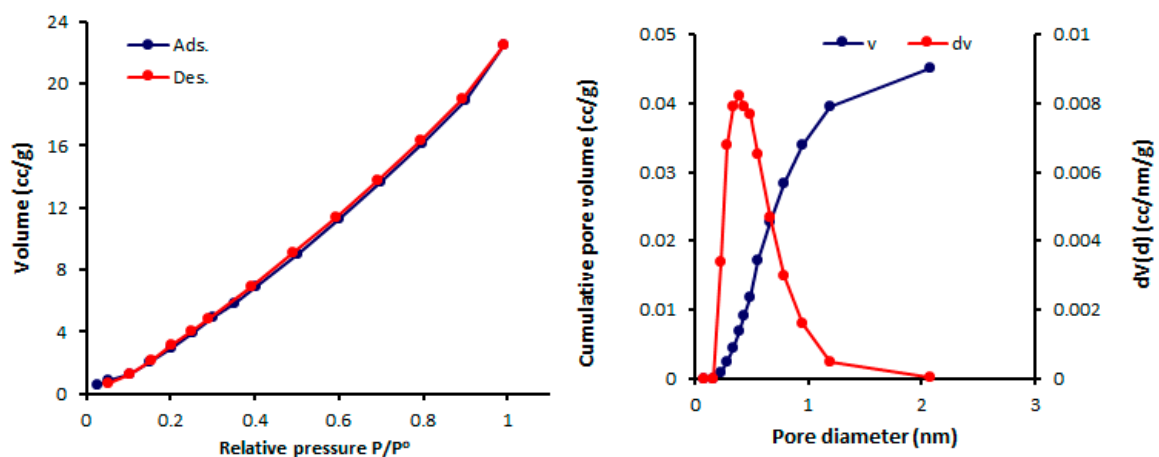 24
20
16
12
8
4
0
Volume (cc/g)
Ads.
Des.
0 0.2 0.4 0.6 0.8 1
Relative pressure P/Pº
0.05
0.04
0.03
0.02
0.01
0
Cumulative pore volume (cc/g)
v dv
0.01
0.008
0.006
0.004
0.002
0
dV(d) (cc/nm/g)
0 1 2 3
Pore diameter (nm)